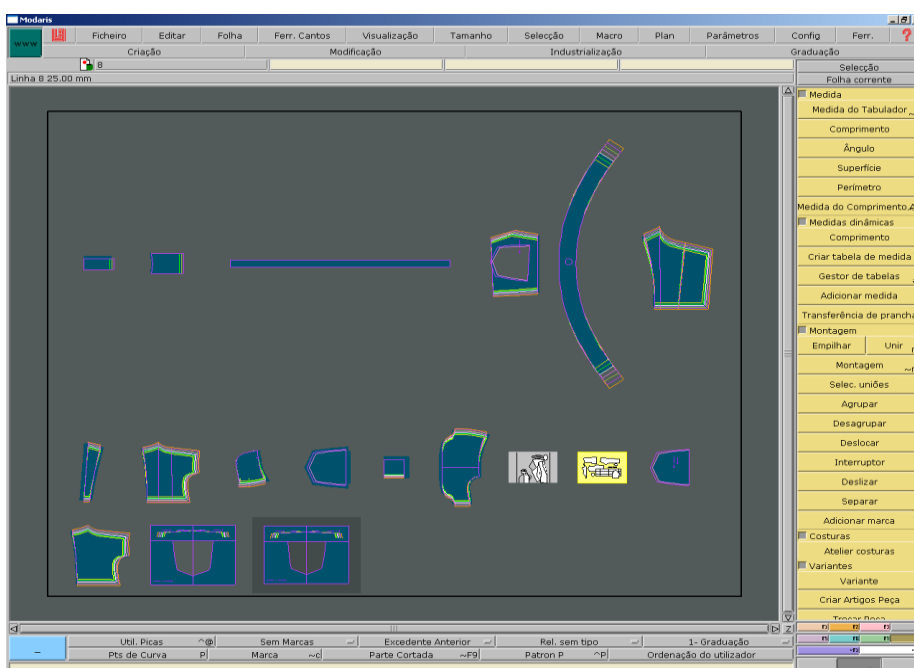 Modaris
www
Ficheiro Editar Folha Ferr. Cantos Visualização Tamanho Selecção Macro Plan Parâmetros Config Ferr. ?
Criação Modificação Industrialização Graduação
8
Selecção
Linha 8 25.00 mm
Folha corrente
Medida
Medida do Tabulador
Comprimento
Ângulo
Superfície
Perímetro
Medida do Comprimento.A
Medidas dinâmicas
Comprimento
Criar tabela de medida
Gestor de tabelas
Adicionar medida
Transferência de prancha
Montagem
Empilhar Unir
Montagem
Selec. uniões
Agrupar
Desagrupar
Deslocar
Interruptor
Deslizar
Separar
Adicionar marca
Costuras
Atelier costuras
Variantes
Variante
Criar Artigos Peça
Trocar Peça
Z
Util. Picas ^@ Sem Marcas Excedente Anterior Rel. sem tipo 1- Graduação
Pts de Curva P Marca ~c Parte Cortada ~F9 Patron P ^P Ordenação do utilizador